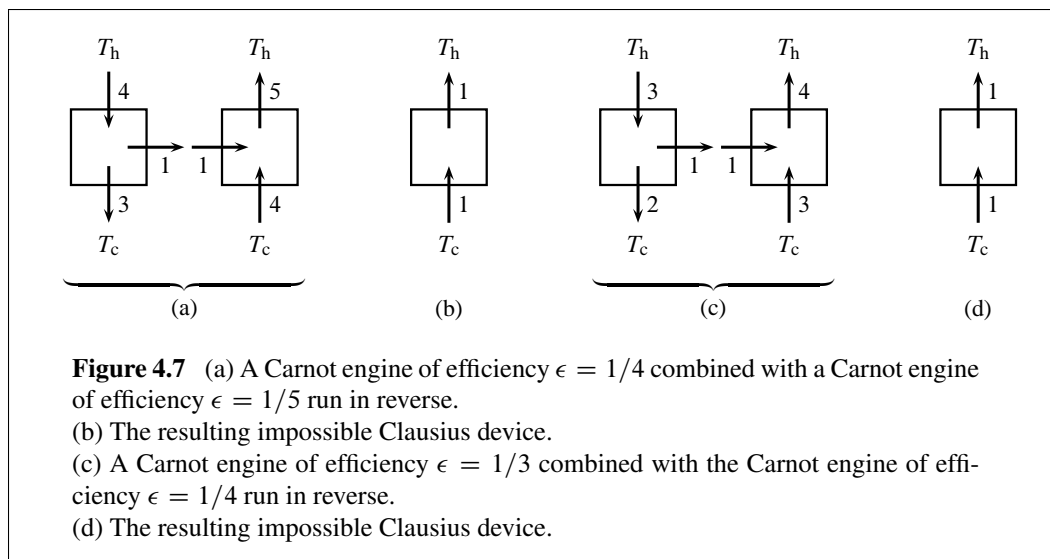 T_h T_h T_h T_h T_h T_h
4 5 1 3 4 1
1 1 1 1
3 4 1 2 3 1
T_c T_c T_c T_c T_c T_c
(a) (b) (c) (d)
Figure 4.7 (a) A Carnot engine of efficiency ϵ = 1/4 combined with a Carnot engine
of efficiency ϵ = 1/5 run in reverse.
(b) The resulting impossible Clausius device.
(c) A Carnot engine of efficiency ϵ = 1/3 combined with the Carnot engine of effi-
ciency ϵ = 1/4 run in reverse.
(d) The resulting impossible Clausius device.